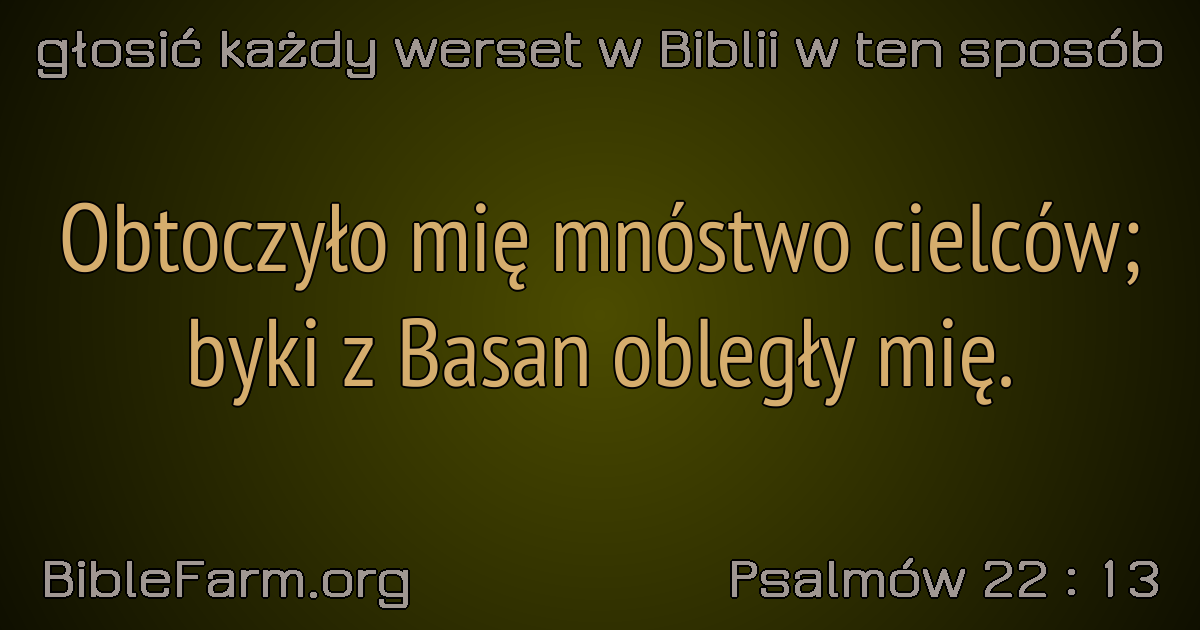 głosić każdy werset w Biblii w ten sposób
Obtoczyło mię mnóstwo cielców;
byki z Basan obległy mię.
BibleFarm.org
Psalmów 22 : 13